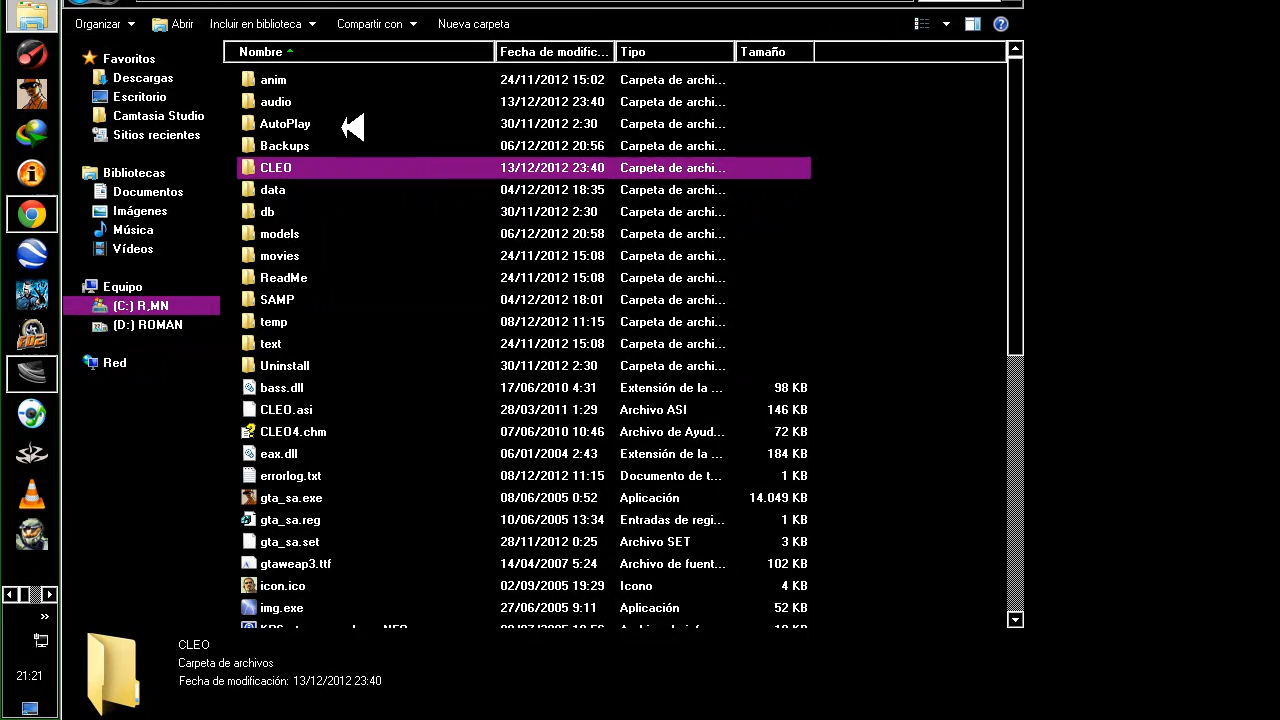 Organizar Abrir Incluir en biblioteca Compartir con Nueva carpeta
Nombre Fecha de modific... Tipo Tamaño
Favoritos
Descargas
Escritorio
Camtasia Studio
Sitios recientes
Bibliotecas
Documentos
Imágenes
Música
Vídeos
Equipo
(C:) R,MN
(D:) ROMAN
Red
anim 24/11/2012 15:02 Carpeta de archi...
audio 13/12/2012 23:40 Carpeta de archi...
AutoPlay 30/11/2012 2:30 Carpeta de archi...
Backups 06/12/2012 20:56 Carpeta de archi...
CLEO 13/12/2012 23:40 Carpeta de archi...
data 04/12/2012 18:35 Carpeta de archi...
db 30/11/2012 2:30 Carpeta de archi...
models 06/12/2012 20:58 Carpeta de archi...
movies 24/11/2012 15:08 Carpeta de archi...
ReadMe 24/11/2012 15:08 Carpeta de archi...
SAMP 04/12/2012 18:01 Carpeta de archi...
temp 08/12/2012 11:15 Carpeta de archi...
text 24/11/2012 15:08 Carpeta de archi...
Uninstall 30/11/2012 2:30 Carpeta de archi...
bass.dll 17/06/2010 4:31 Extensión de la ... 98 KB
CLEO.asi 28/03/2011 1:29 Archivo ASI 146 KB
CLEO4.chm 07/06/2010 10:46 Archivo de Ayud... 72 KB
eax.dll 06/01/2004 2:43 Extensión de la ... 184 KB
errorlog.txt 08/12/2012 11:15 Documento de t... 1 KB
gta_sa.exe 08/06/2005 0:52 Aplicación 14.049 KB
gta_sa.reg 10/06/2005 13:34 Entradas de regi... 1 KB
gta_sa.set 28/11/2012 0:25 Archivo SET 3 KB
gtaweap3.ttf 14/04/2007 5:24 Archivo de fuent... 102 KB
icon.ico 02/09/2005 19:29 Icono 4 KB
img.exe 27/06/2005 9:11 Aplicación 52 KB
CLEO
Carpeta de archivos
Fecha de modificación: 13/12/2012 23:40
21:21